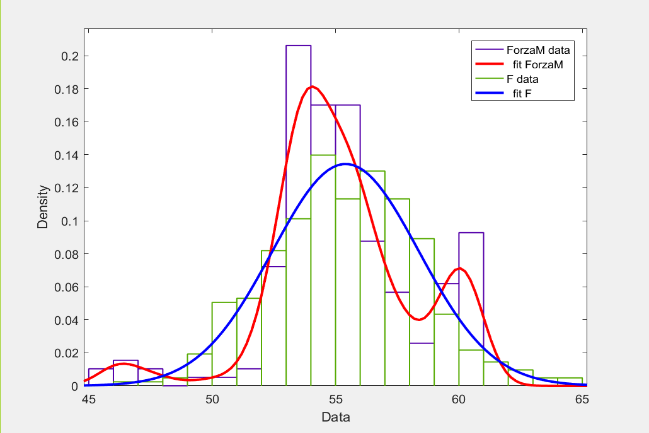 0.2
0.18
0.16
0.14
0.12
0.1
0.08
0.06
0.04
0.02
0
Density
45 50 55 60 65
Data
ForzaM data
fit ForzaM
F data
fit F